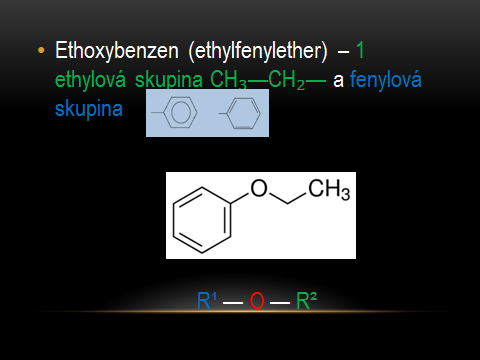 • Ethoxybenzen (ethylfenylether) – 1
ethylová skupina CH₃—CH₂— a fenylová
skupina
O
CH₃
R¹ — O — R²